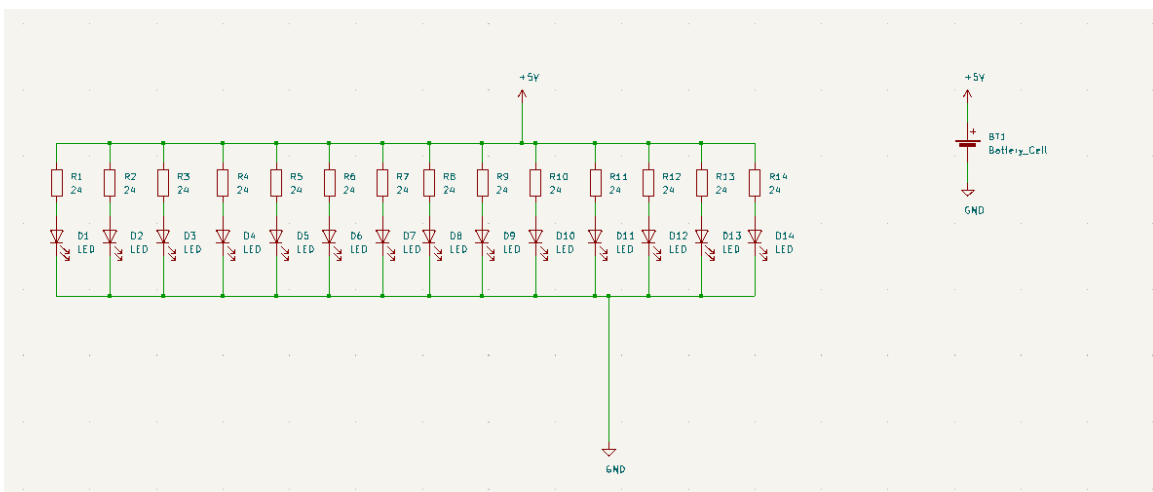 +5V
+5V
+
BT1
Battery_Cell
R1
24
R2
24
R3
24
R4
24
R5
24
R6
24
R7
24
R8
24
R9
24
R10
24
R11
24
R12
24
R13
24
R14
24
GND
D1
LED
D2
LED
D3
LED
D4
LED
D5
LED
D6
LED
D7
LED
D8
LED
D9
LED
D10
LED
D11
LED
D12
LED
D13
LED
D14
LED
GND